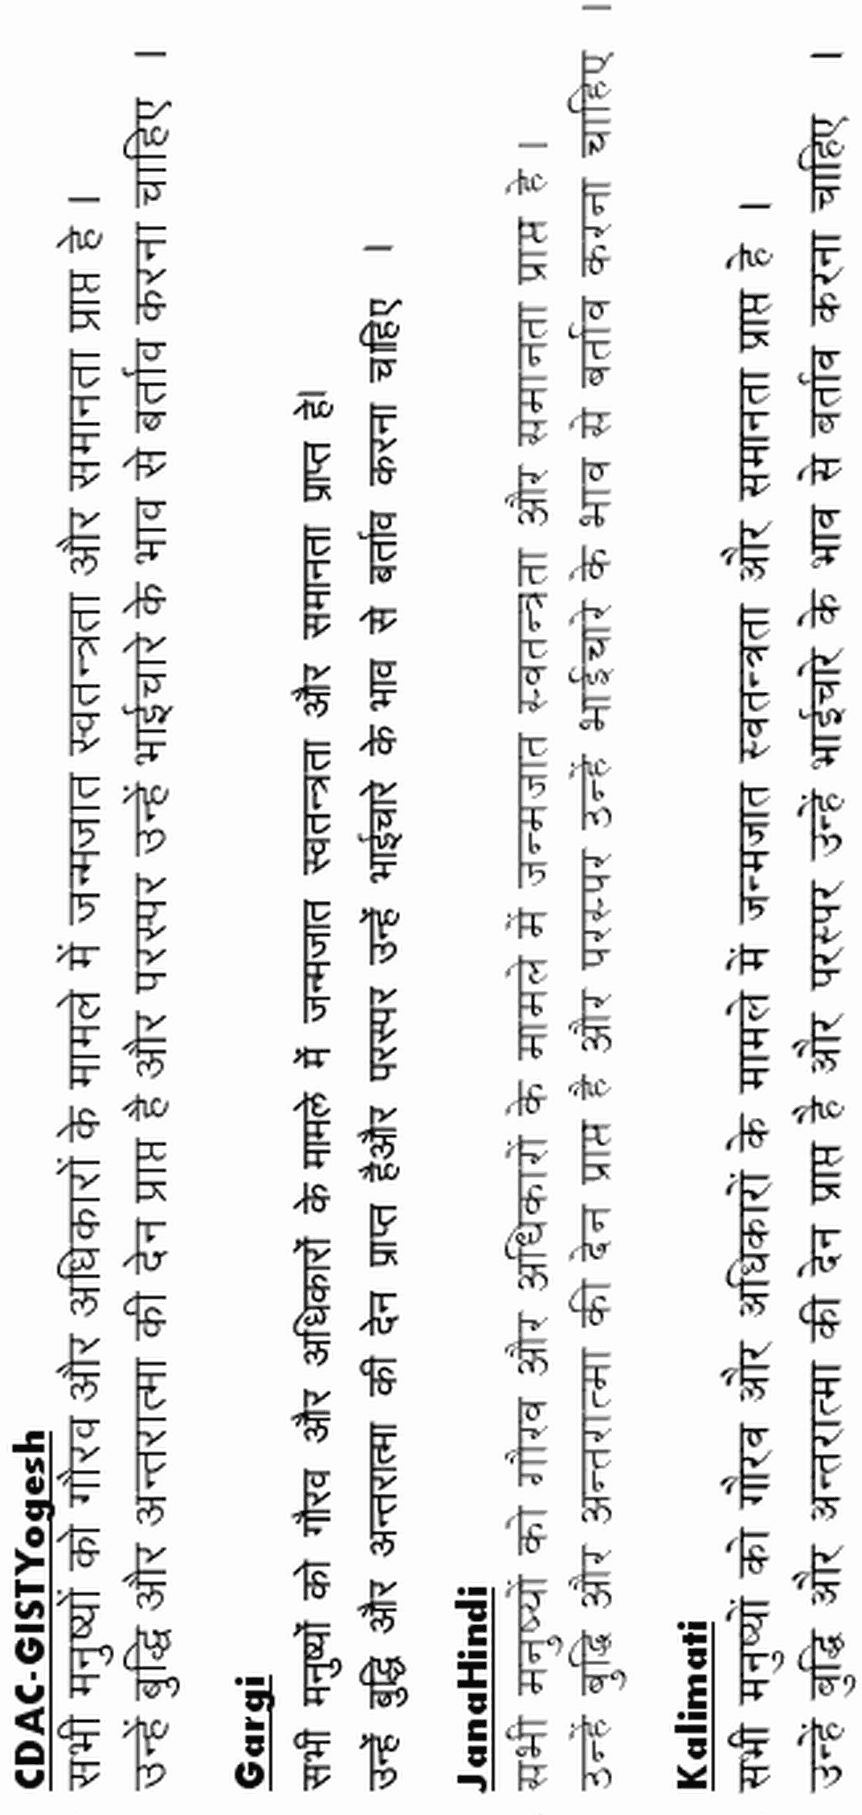 CDAC-GISTYogesh
सभी मनुष्यों को गौरव और अधिकारों के मामले में जन्मजात स्वतन्त्रता और समानता प्राप्त है ।
उन्हें बुद्धि और अन्तरात्मा की देन प्राप्त है और परस्पर उन्हें भाईचारे के भाव से बर्ताव करना चाहिए ।
Gargi
सभी मनुष्यों को गौरव और अधिकारों के मामले में जन्मजात स्वतन्त्रता और समानता प्राप्त है।
उन्हें बुद्धि और अन्तरात्मा की देन प्राप्त हैऔर परस्पर उन्हें भाईचारे के भाव से बर्ताव करना चहिए ।
JanaHindi
सभी मनुष्यों को गौरव और अधिकारों के मामले में जन्मजात स्वतन्त्रता और समानता प्राप्त है ।
उन्हें बुद्धि और अन्तरात्मा की देन प्राप्त है और परस्पर उन्हें भाईचारे के भाव से बर्ताव करना चाहिए ।
Kalimati
सभी मनुष्यों को गौरव और अधिकारों के मामले में जन्मजात स्वतन्त्रता और समानता प्राप्त है ।
उन्हें बुद्धि और अन्तरात्मा की देन प्राप्त है और परस्पर उन्हें भाईचारे के भाव से बर्ताव करना चाहिए ।